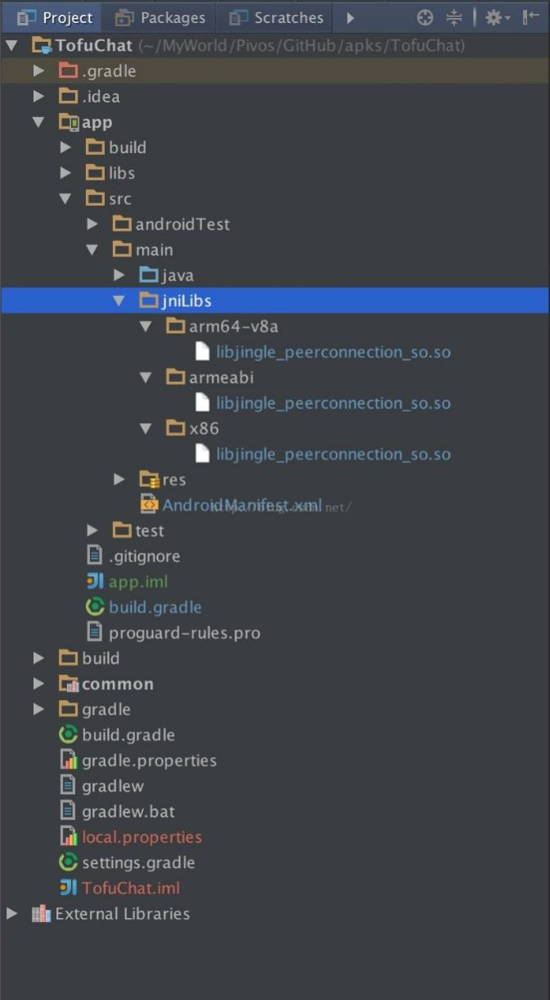 Project Packages Scratches
TofuChat (~/MyWorld/Pivos/GitHub/apks/TofuChat)
.gradle
.idea
app
build
libs
src
androidTest
main
java
jniLibs
arm64-v8a
libjingle_peerconnection_so.so
armeabi
libjingle_peerconnection_so.so
x86
libjingle_peerconnection_so.so
res
AndroidManifest.xml
test
.gitignore
app.iml
build.gradle
proguard-rules.pro
build
common
gradle
build.gradle
gradle.properties
gradlew
gradlew.bat
local.properties
settings.gradle
TofuChat.iml
External Libraries